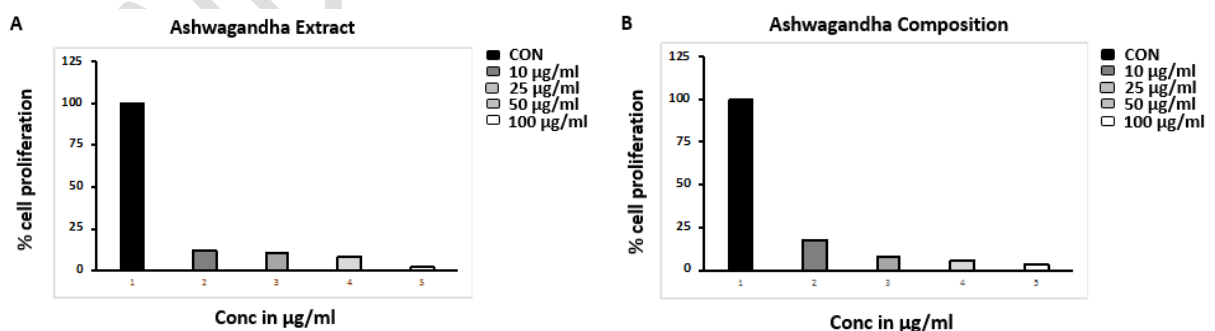 A
Ashwagandha Extract
125
100
75
50
25
0
% cell proliferation
1 2 3 4 5
Conc in µg/ml
CON
10 µg/ml
25 µg/ml
50 µg/ml
100 µg/ml
B
Ashwagandha Composition
125
100
75
50
25
0
% cell proliferation
1 2 3 4 5
Conc in µg/ml
CON
10 µg/ml
25 µg/ml
50 µg/ml
100 µg/ml